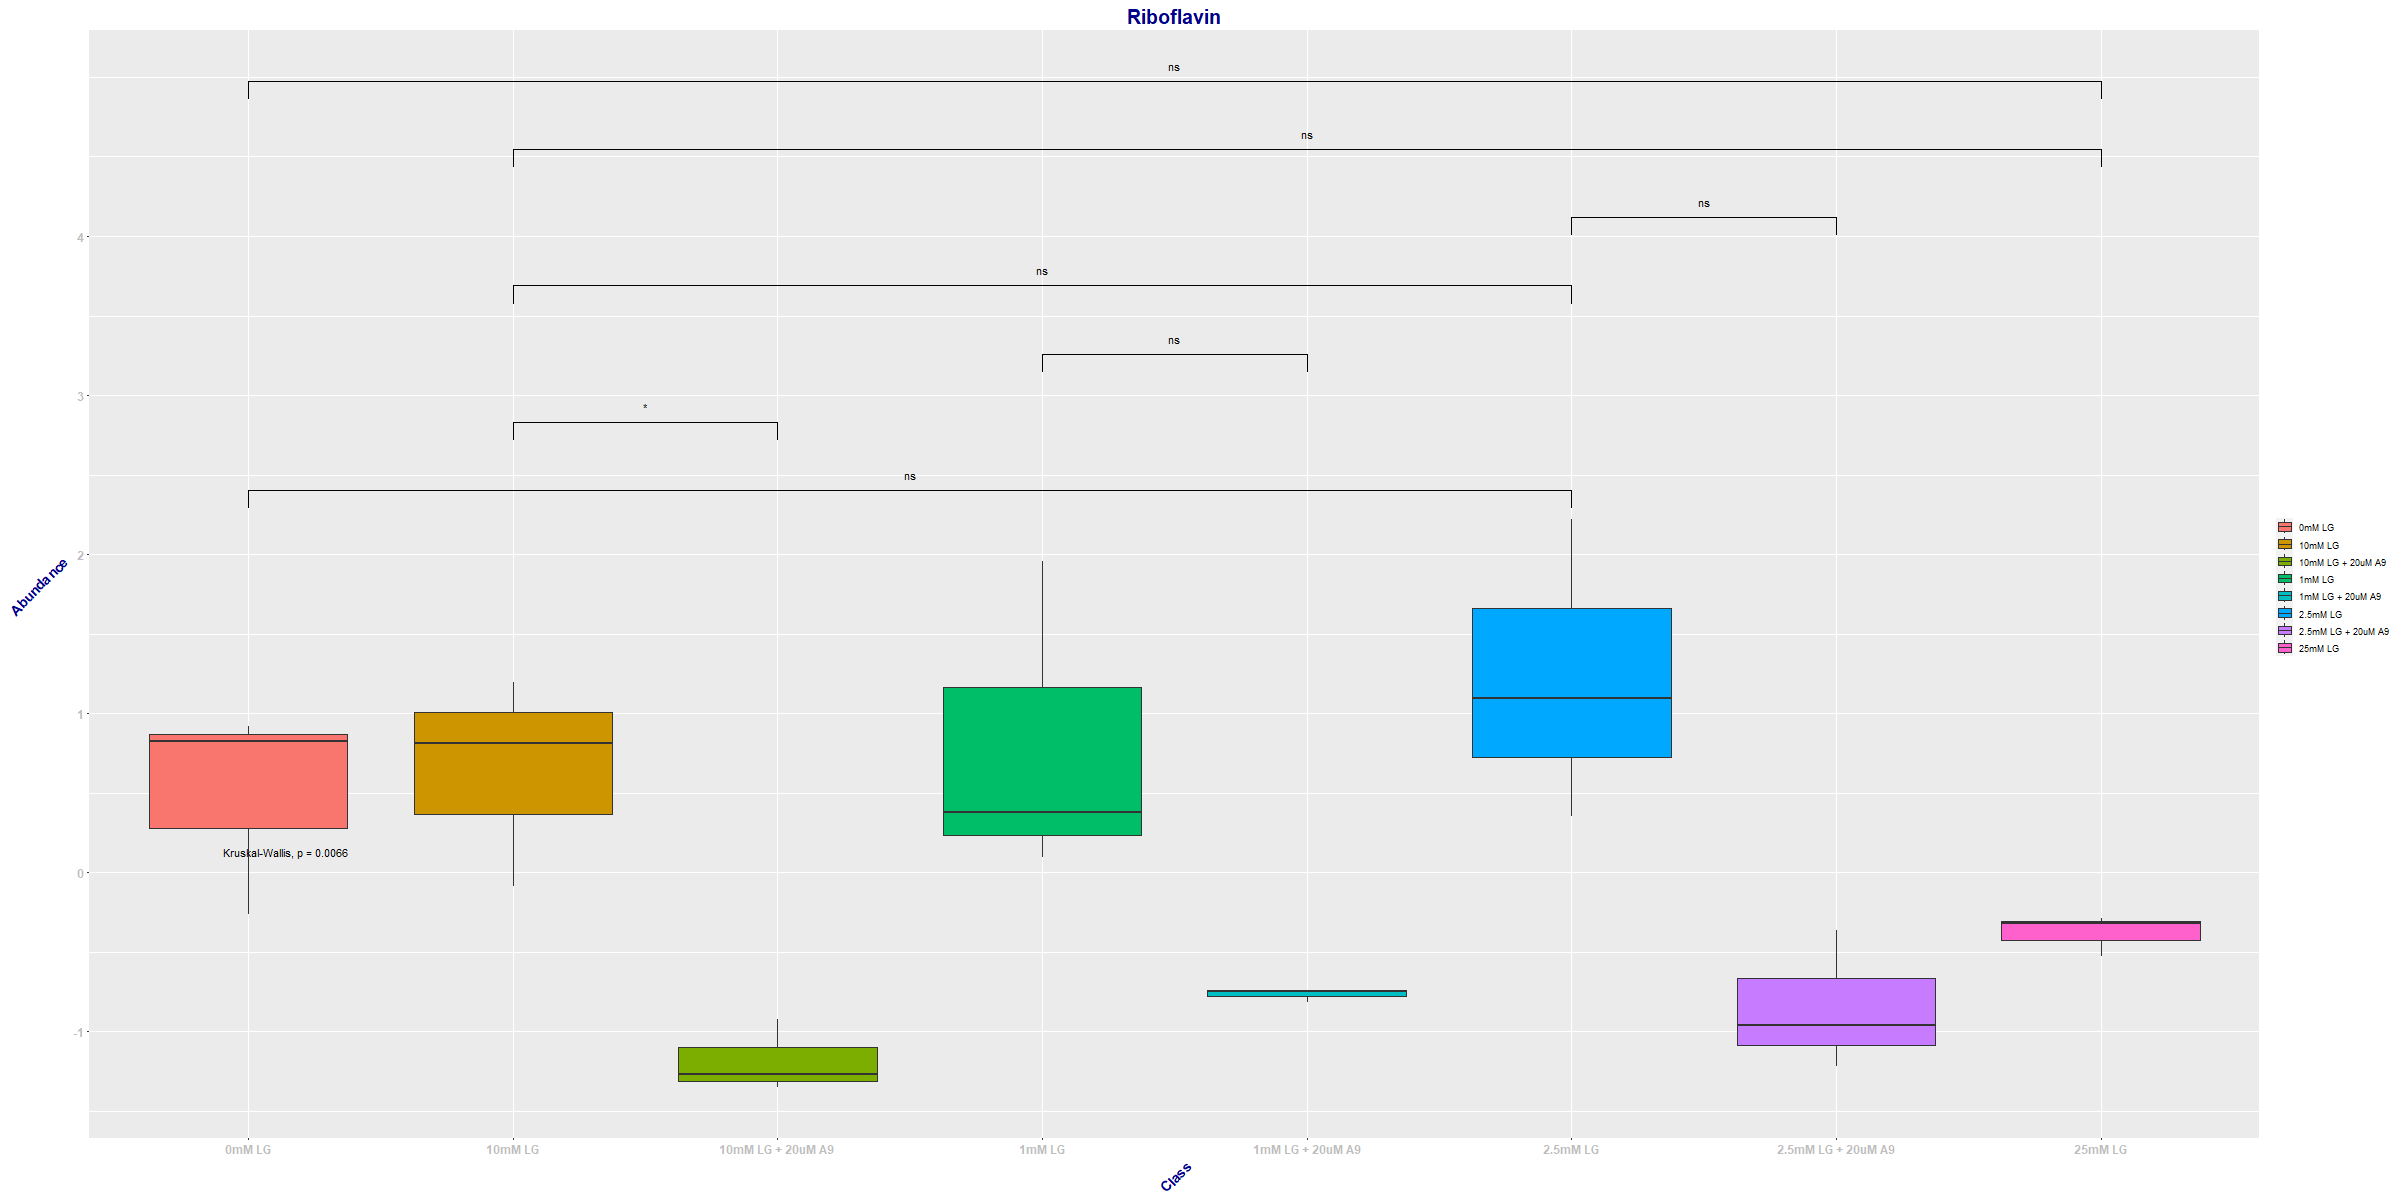 Riboflavin
ns
ns
ns
ns
ns
*
ns
4
3
2
1
0
-1
Abundance
Kruskal-Wallis, p = 0.0066
0mM LG
10mM LG
10mM LG + 20uM A9
1mM LG
1mM LG + 20uM A9
2.5mM LG
2.5mM LG + 20uM A9
25mM LG
Class
0mM LG
10mM LG
10mM LG + 20uM A9
1mM LG
1mM LG + 20uM A9
2.5mM LG
2.5mM LG + 20uM A9
25mM LG